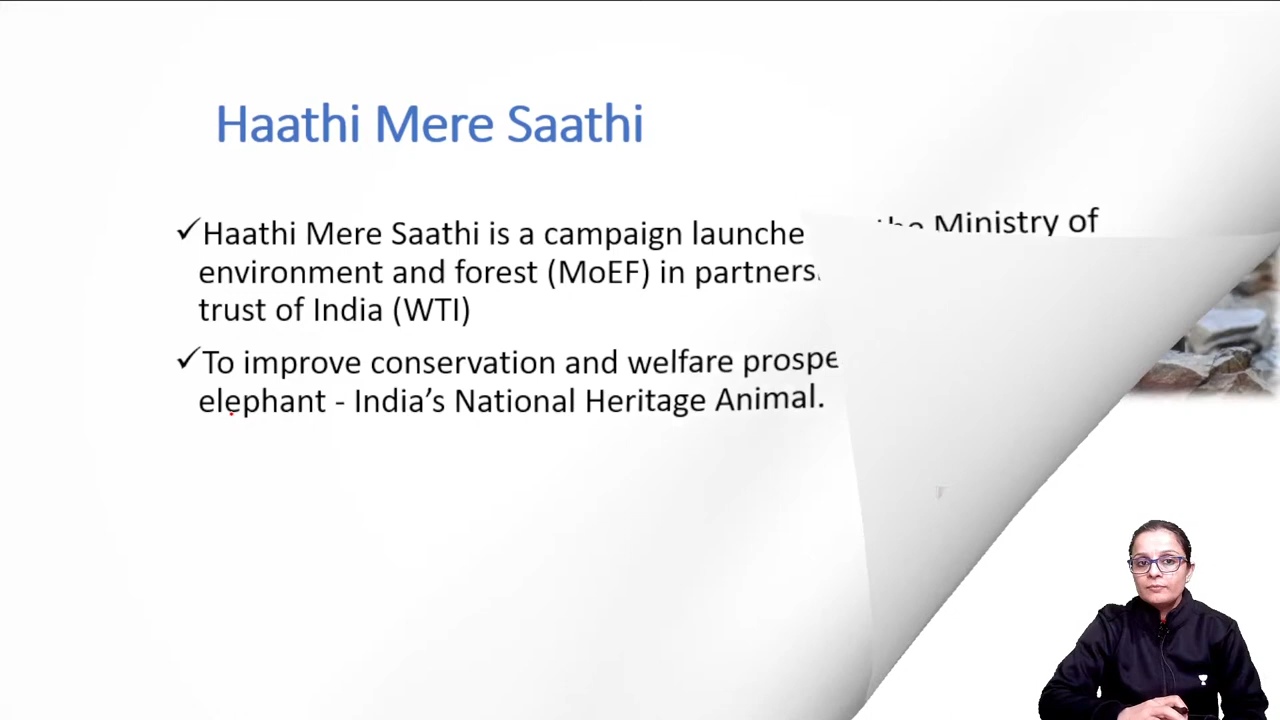 Haathi Mere Saathi
✓Haathi Mere Saathi is a campaign launche the Ministry of
environment and forest (MoEF) in partners
trust of India (WTI)
✓To improve conservation and welfare prospe
elephant - India's National Heritage Animal.